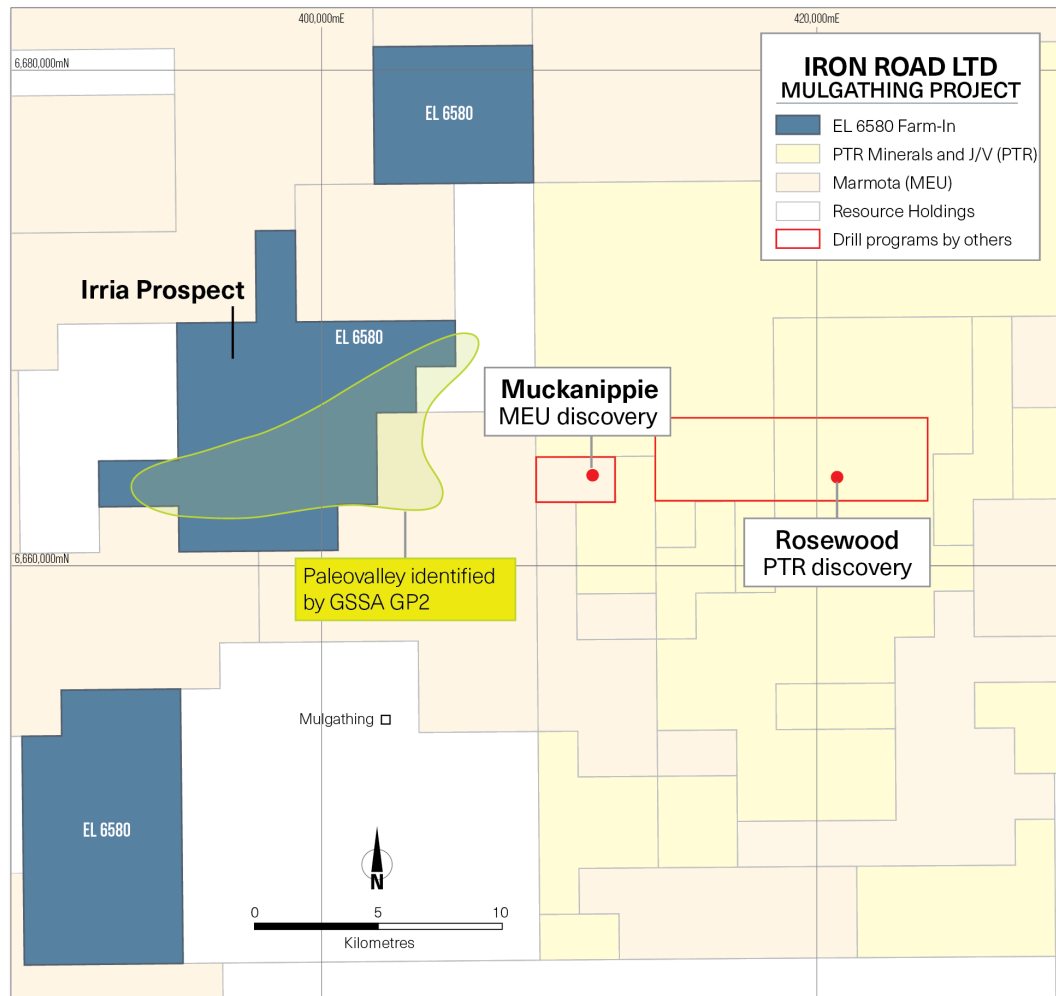 400,000mE
420,000mE
6,680,000mN
IRON ROAD LTD
MULGATHING PROJECT
EL 6580 Farm-In
PTR Minerals and J/V (PTR)
Marmota (MEU)
Resource Holdings
Drill programs by others
EL 6580
Irria Prospect
EL 6580
Muckanippie
MEU discovery
Rosewood
PTR discovery
6,660,000mN
Paleovalley identified
by GSSA GP2
Mulgathing
EL 6580
N
0 5 10
Kilometres